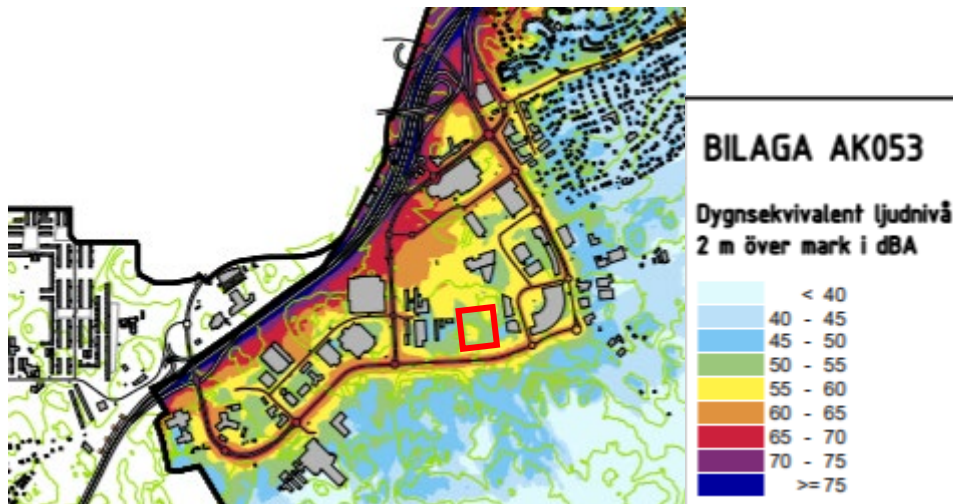 BILAGA AK053
Dygnsekvivalent ljudnivå
2 m över mark i dBA
< 40
40 - 45
45 - 50
50 - 55
55 - 60
60 - 65
65 - 70
70 - 75
>= 75